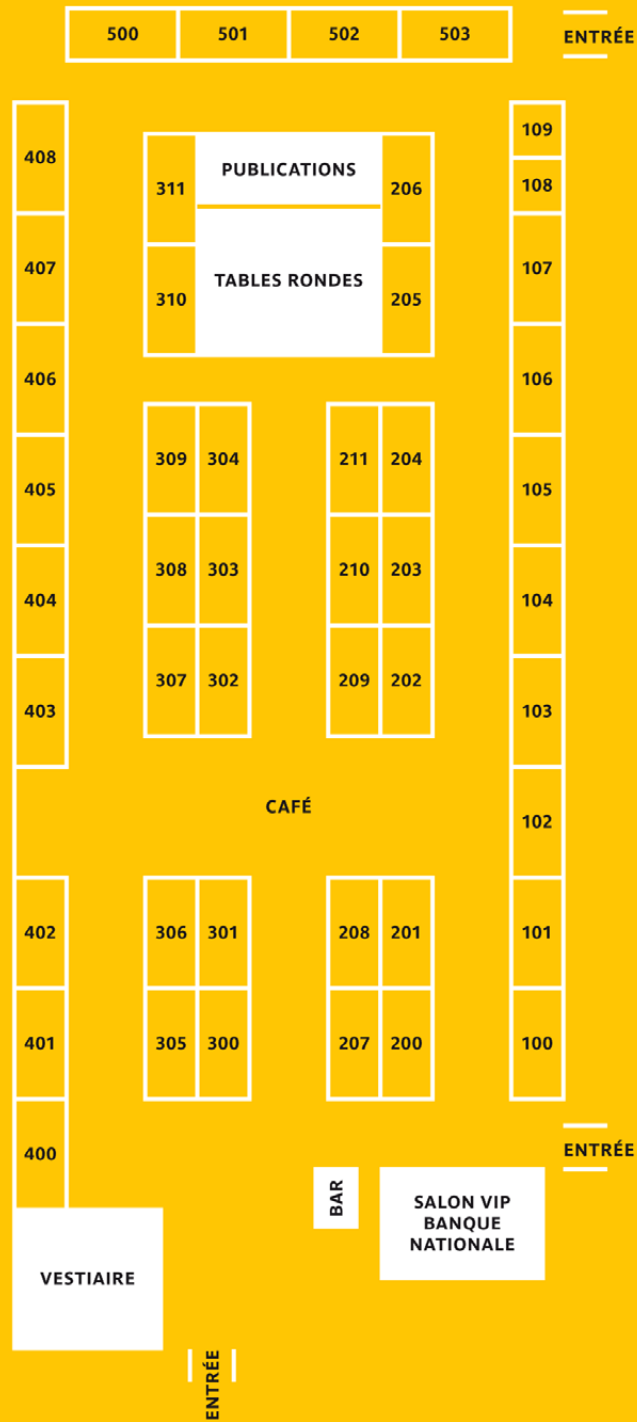 500 501 502 503
ENTRÉE
109
408
PUBLICATIONS
311
206
108
407
TABLES RONDES
310
205
107
406
106
309 304
211 204
405
105
308 303
210 203
404
104
307 302
209 202
403
103
CAFÉ
102
402
306 301
208 201
101
401
305 300
207 200
100
400
ENTRÉE
BAR
SALON VIP
BANQUE
NATIONALE
VESTIAIRE
ENTRÉE